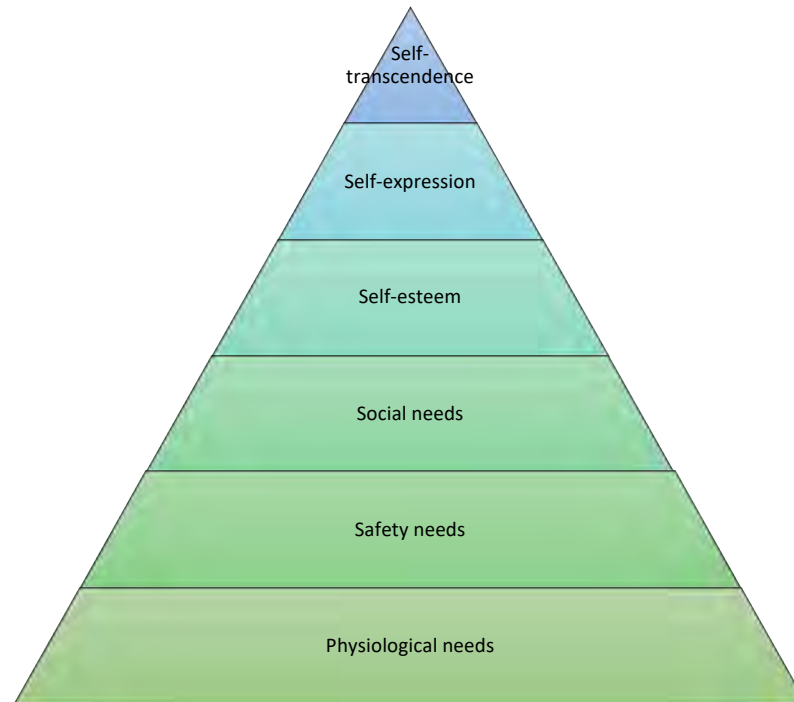 Self-
transcendence
Self-expression
Self-esteem
Social needs
Safety needs
Physiological needs